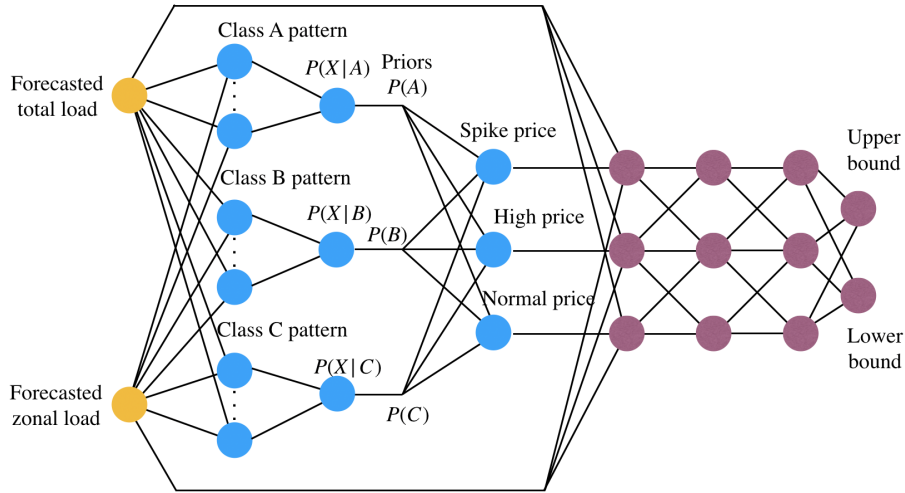 Class A pattern
Forecasted
total load
P(X|A)
Priors
P(A)
Spike price
Upper
bound
Class B pattern
P(X|B)
P(B)
High price
Normal price
Class C pattern
P(X|C)
P(C)
Forecasted
zonal load
Lower
bound